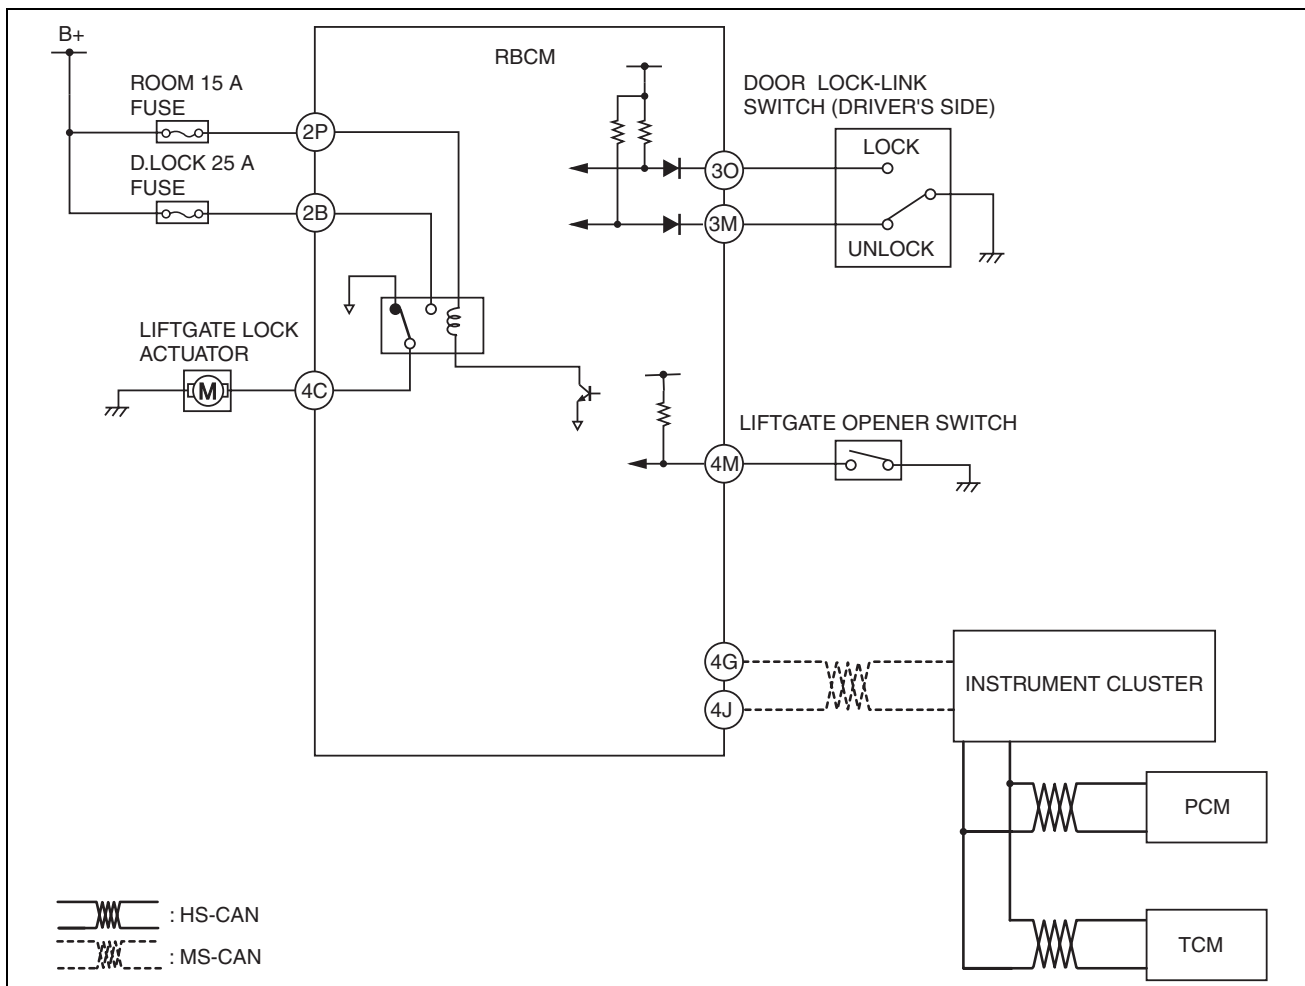 B+
RBCM
ROOM 15 A
FUSE
2P
D.LOCK 25 A
FUSE
2B
DOOR LOCK-LINK
SWITCH (DRIVER'S SIDE)
LOCK
3O
3M
UNLOCK
LIFTGATE LOCK
ACTUATOR
M
4C
LIFTGATE OPENER SWITCH
4M
4G
4J
INSTRUMENT CLUSTER
PCM
TCM
: HS-CAN
: MS-CAN